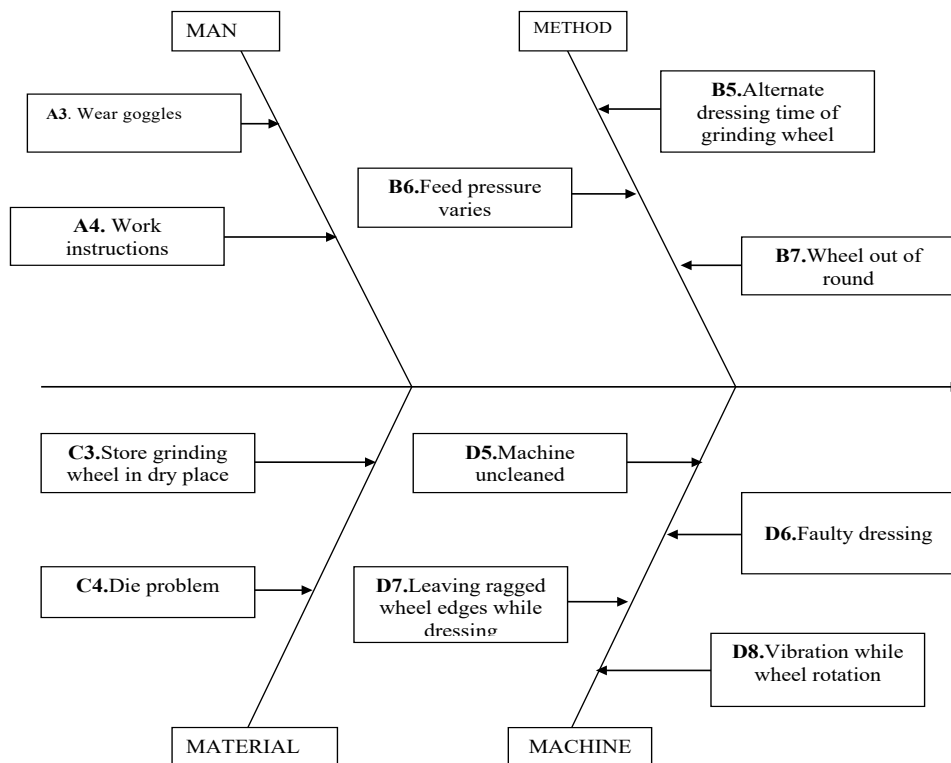 MAN
METHOD
A3. Wear goggles
B5.Alternate
dressing time of
grinding wheel
B6.Feed pressure
varies
A4. Work
instructions
B7.Wheel out of
round
C3.Store grinding
wheel in dry place
D5.Machine
uncleaned
D6.Faulty dressing
C4.Die problem
D7.Leaving ragged
wheel edges while
dressing
D8.Vibration while
wheel rotation
MATERIAL
MACHINE